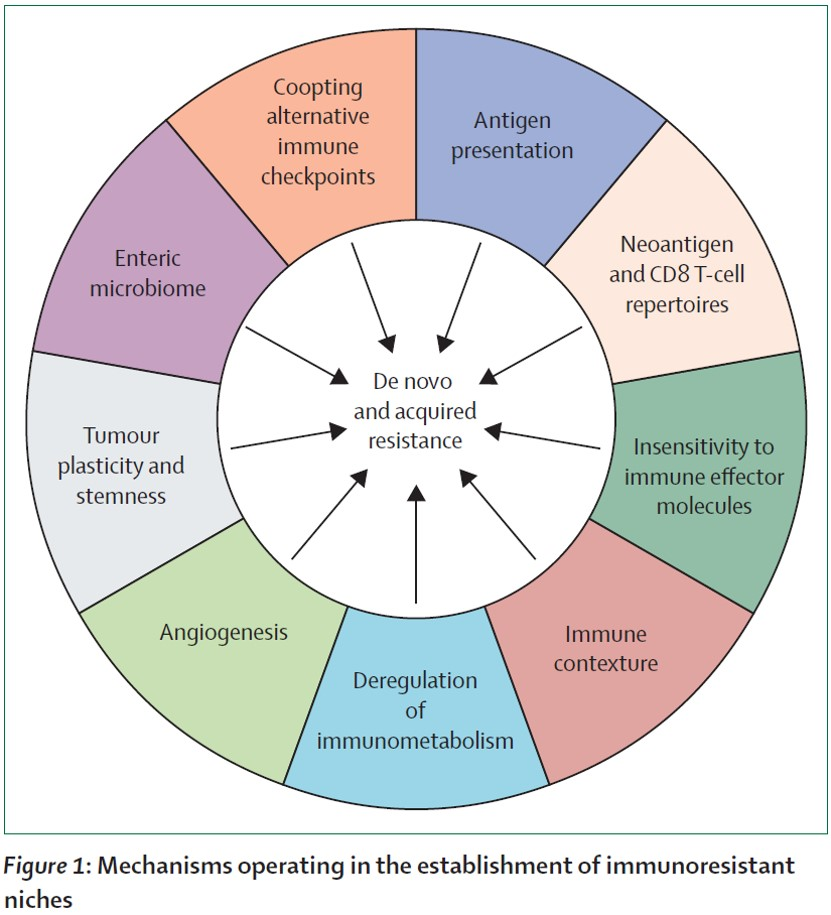 Coopting
alternative
immune
checkpoints
Antigen
presentation
Neoantigen
and CD8 T-cell
repertoires
Insensitivity to
immune effector
molecules
Immune
contexture
Deregulation
of
immunometabolism
Angiogenesis
Tumour
plasticity and
stemness
Enteric
microbiome
De novo
and acquired
resistance
Figure 1: Mechanisms operating in the establishment of immunoresistant
niches